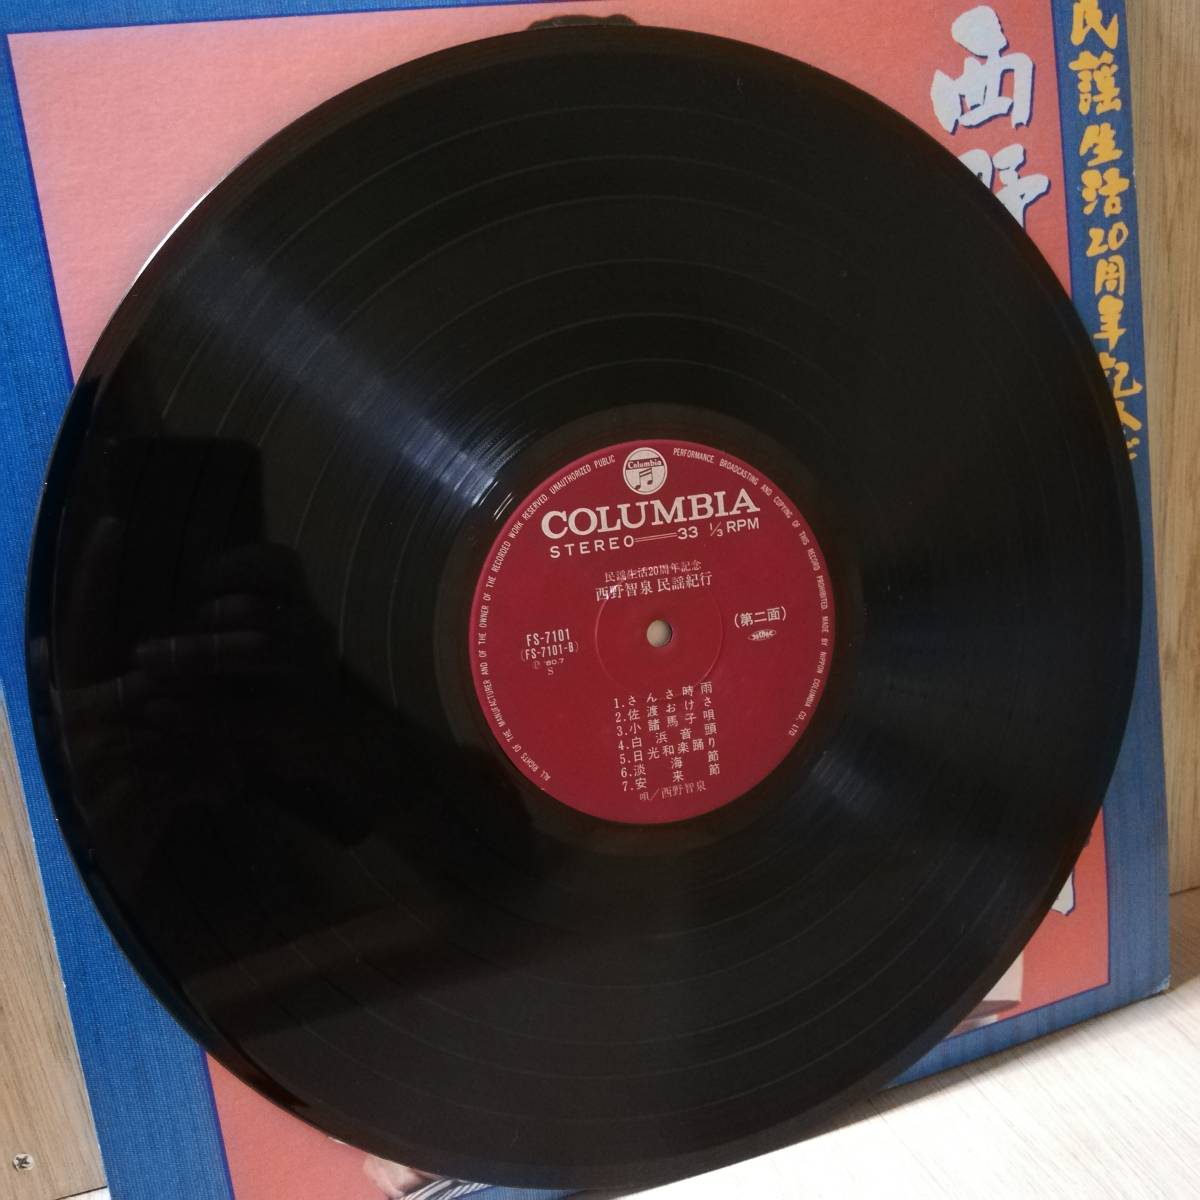 民謡生活20周年記念
西野
Columbia
COLUMBIA
STEREO 33 1/3 RPM
民謡生活20周年記念
西野智泉 民謡紀行
FS-7101
(FS-7101-B)
℗ '80.7
S
(第二面)
1.さんさ時雨
2.佐渡おけさ
3.小諸馬子唄
4.白浜音頭
5.日光和楽踊り
6.淡海節
7.安来節
唄/西野智泉
ALL RIGHTS OF THE MANUFACTURER AND OF THE OWNER OF THE RECORDED WORK RESERVED. UNAUTHORIZED PUBLIC PERFORMANCE, BROADCASTING AND COPYING OF THIS RECORD PROHIBITED. MADE BY NIPPON COLUMBIA CO., LTD.